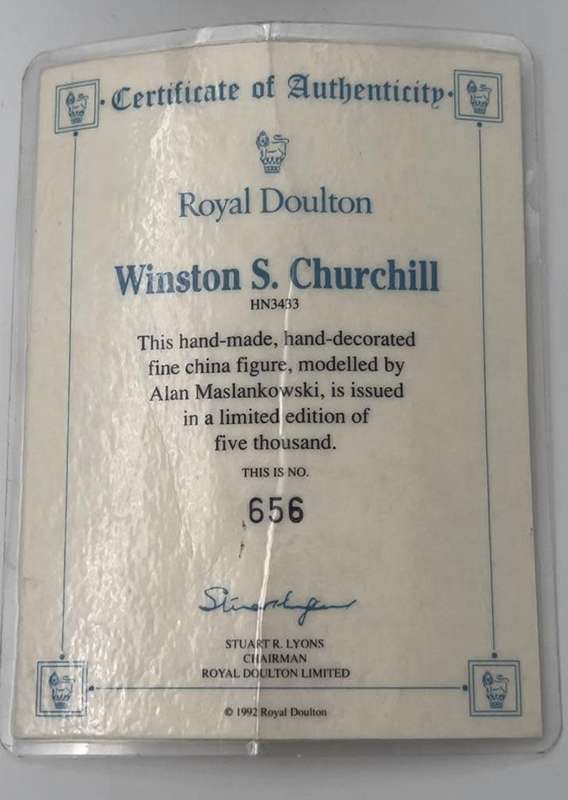 Certificate of Authenticity
Royal Doulton
Winston S. Churchill
HN3433
This hand-made, hand-decorated
fine china figure, modelled by
Alan Maslankowski, is issued
in a limited edition of
five thousand.
THIS IS NO.
656
STUART R. LYONS
CHAIRMAN
ROYAL DOULTON LIMITED
© 1992 Royal Doulton